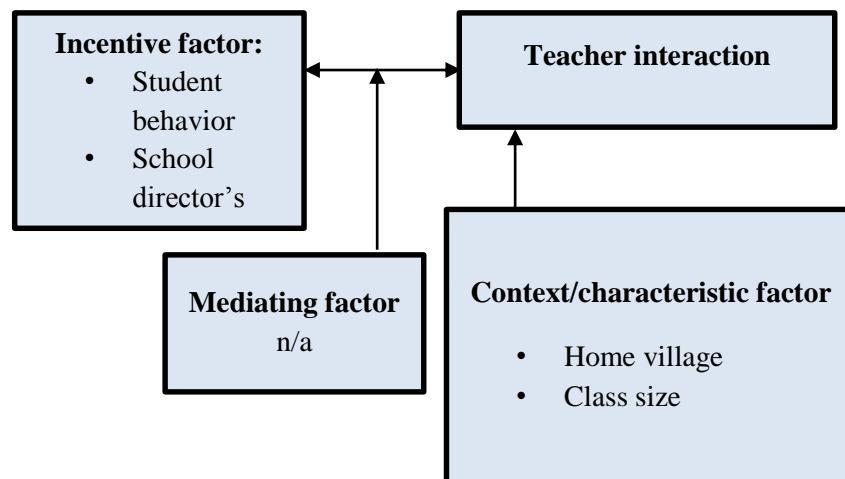 Incentive factor:
• Student
behavior
• School
director’s
Teacher interaction
Mediating factor
n/a
Context/characteristic factor
• Home village
• Class size